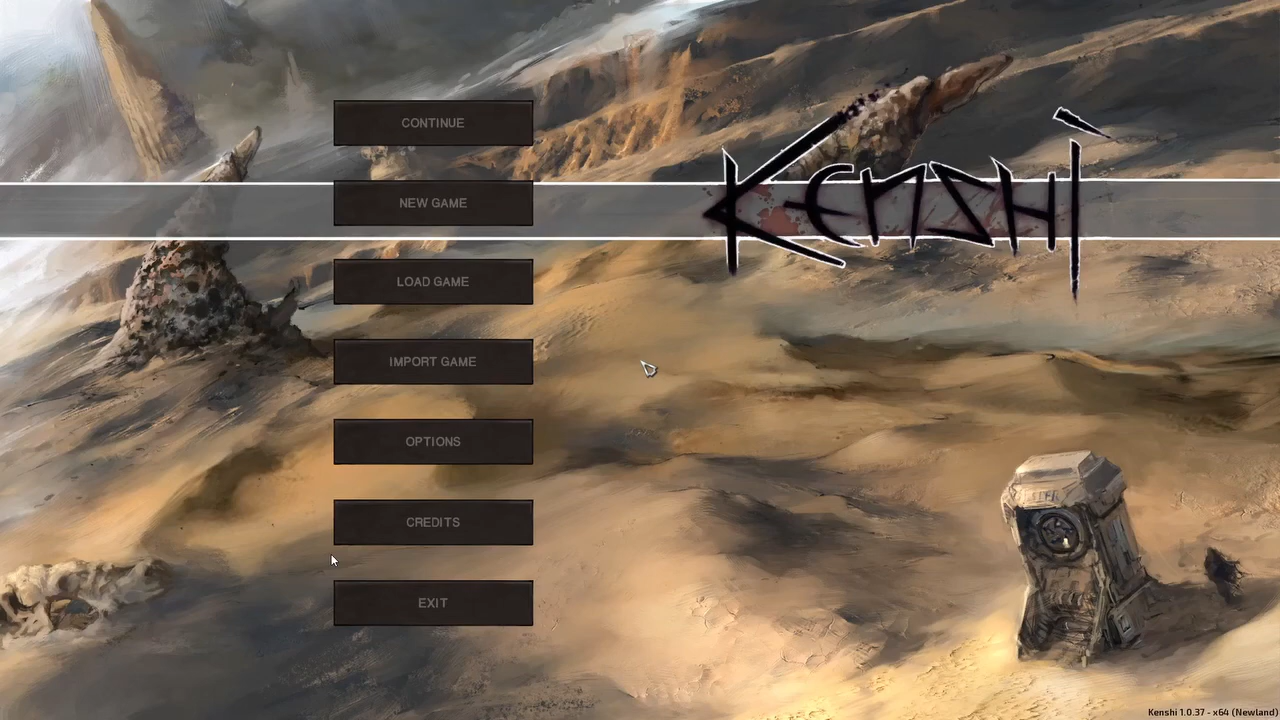 CONTINUE
KENSHI
NEW GAME
LOAD GAME
IMPORT GAME
OPTIONS
CREDITS
EXIT
Kenshi 1.0.37 - x64 (Newland)